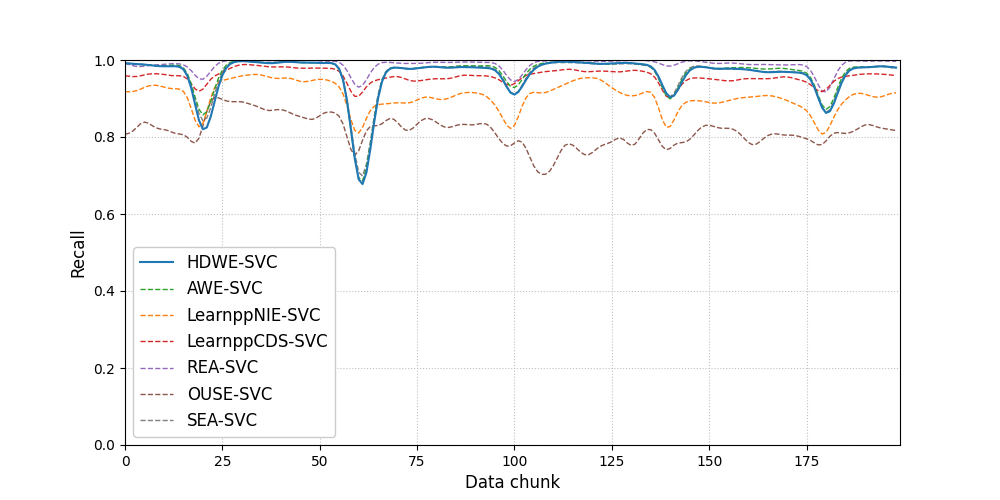 1.0
0.8
0.6
0.4
0.2
0.0
Recall
HDWE-SVC
AWE-SVC
LearnppNIE-SVC
LearnppCDS-SVC
REA-SVC
OUSE-SVC
SEA-SVC
0 25 50 75 100 125 150 175
Data chunk